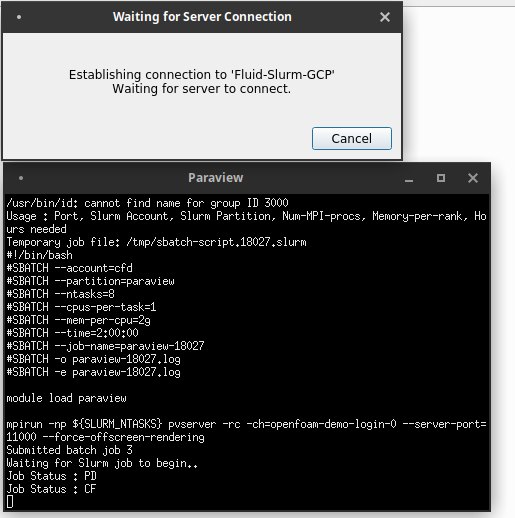 Waiting for Server Connection
Establishing connection to 'Fluid-Slurm-GCP'
Waiting for server to connect.
Cancel
Paraview
/usr/bin/id: cannot find name for group ID 3000
Usage : Port, Slurm Account, Slurm Partition, Num-MPI-procs, Memory-per-rank, Ho
urs needed
Temporary job file: /tmp/sbatch-script.18027.slurm
#!/bin/bash
#SBATCH --account=cfd
#SBATCH --partition=paraview
#SBATCH --ntasks=8
#SBATCH --cpus-per-task=1
#SBATCH --mem-per-cpu=2g
#SBATCH --time=2:00:00
#SBATCH --job-name=paraview-18027
#SBATCH -o paraview-18027.log
#SBATCH -e paraview-18027.log
module load paraview
mpirun -np ${SLURM_NTASKS} pvserver -rc -ch=openfoam-demo-login-0 --server-port=
11000 --force-offscreen-rendering
Submitted batch job 3
Waiting for Slurm job to begin..
Job Status : PD
Job Status : CF